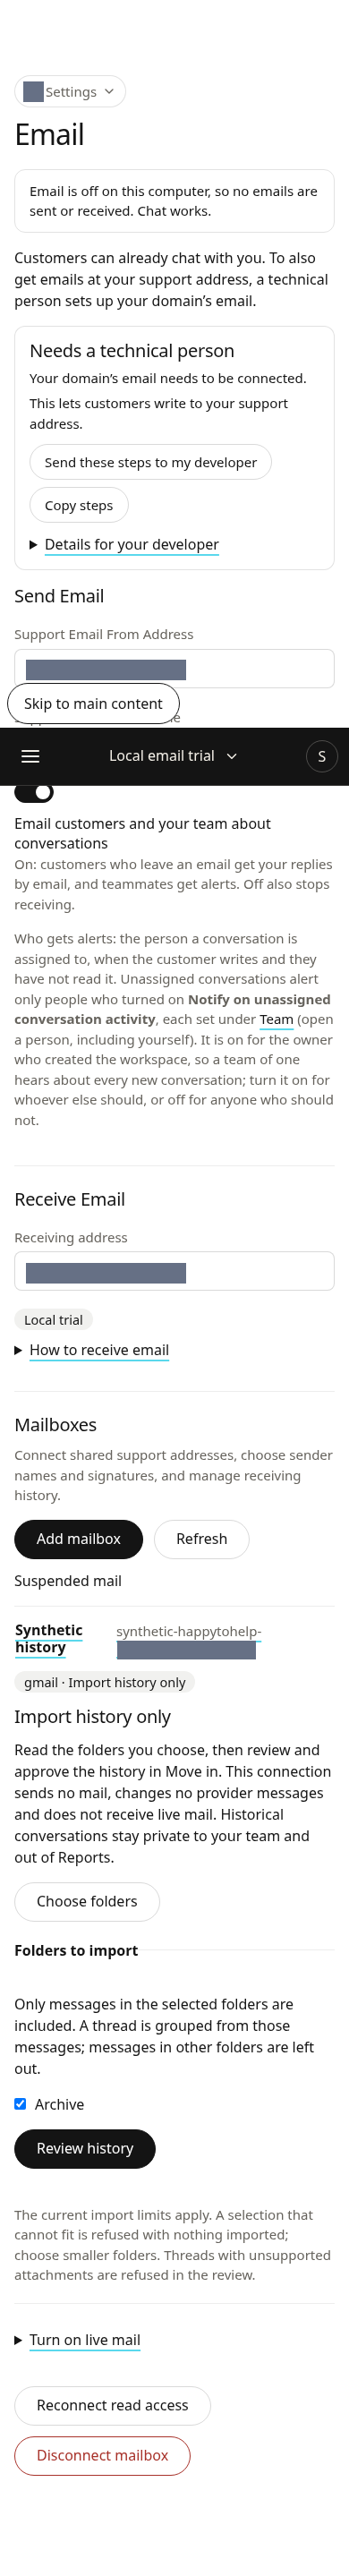 Settings
Email
Email is off on this computer, so no emails are
sent or received. Chat works.
Customers can already chat with you. To also
get emails at your support address, a technical
person sets up your domain’s email.
Needs a technical person
Your domain’s email needs to be connected.
This lets customers write to your support
address.
Send these steps to my developer
Copy steps
Details for your developer
Send Email
Support Email From Address
Skip to main content
Local email trial
S
Email customers and your team about
conversations
On: customers who leave an email get your replies
by email, and teammates get alerts. Off also stops
receiving.
Who gets alerts: the person a conversation is
assigned to, when the customer writes and they
have not read it. Unassigned conversations alert
only people who turned on Notify on unassigned
conversation activity, each set under Team (open
a person, including yourself). It is on for the owner
who created the workspace, so a team of one
hears about every new conversation; turn it on for
whoever else should, or off for anyone who should
not.
Receive Email
Receiving address
Local trial
How to receive email
Mailboxes
Connect shared support addresses, choose sender
names and signatures, and manage receiving
history.
Add mailbox
Refresh
Suspended mail
Synthetic
history
synthetic-happytohelp-
gmail · Import history only
Import history only
Read the folders you choose, then review and
approve the history in Move in. This connection
sends no mail, changes no provider messages
and does not receive live mail. Historical
conversations stay private to your team and
out of Reports.
Choose folders
Folders to import
Only messages in the selected folders are
included. A thread is grouped from those
messages; messages in other folders are left
out.
Archive
Review history
The current import limits apply. A selection that
cannot fit is refused with nothing imported;
choose smaller folders. Threads with unsupported
attachments are refused in the review.
Turn on live mail
Reconnect read access
Disconnect mailbox